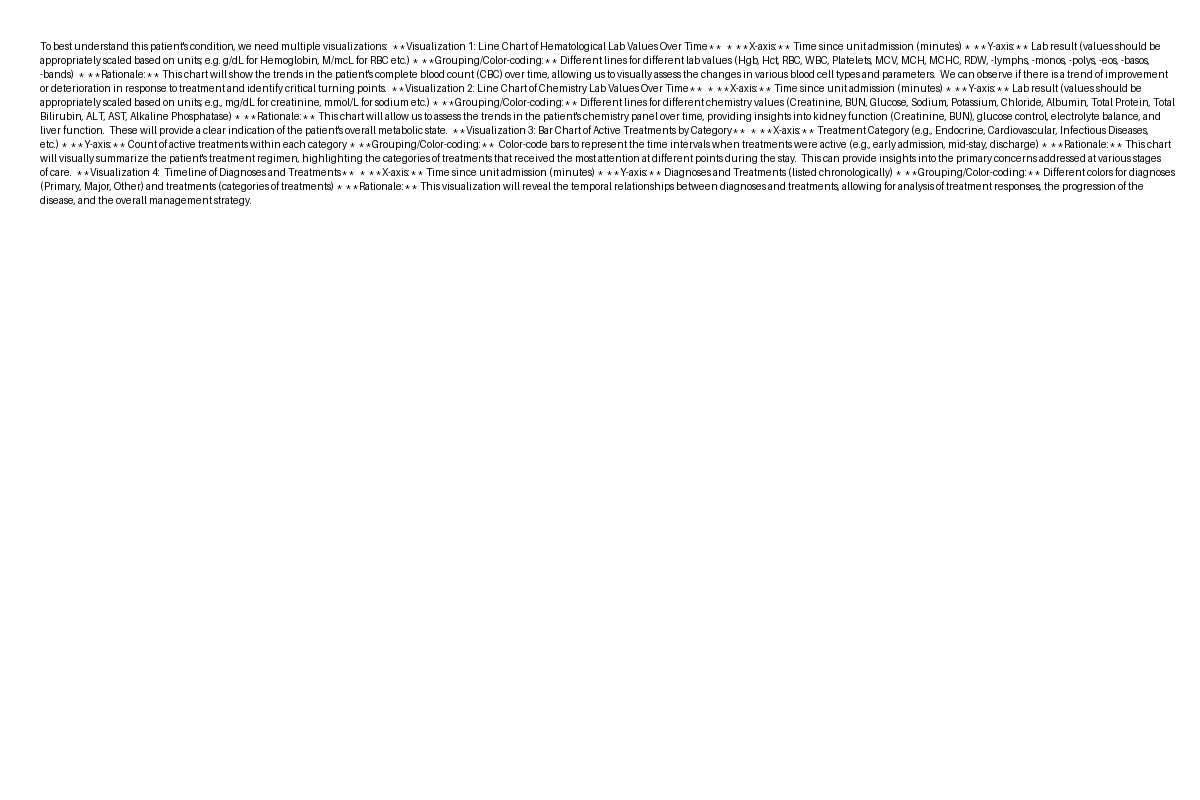 To best understand this patient's condition, we need multiple visualizations:  **Visualization 1: Line Chart of Hematological Lab Values Over Time**  * **X-axis:** Time since unit admission (minutes) * **Y-axis:** Lab result (values should be
appropriately scaled based on units; e.g. g/dL for Hemoglobin, M/mcL for RBC etc.) * **Grouping/Color-coding:** Different lines for different lab values (Hgb, Hct, RBC, WBC, Platelets, MCV, MCH, MCHC, RDW, -lymphs, -monos, -polys, -eos, -basos,
-bands)  * **Rationale:** This chart will show the trends in the patient's complete blood count (CBC) over time, allowing us to visually assess the changes in various blood cell types and parameters.  We can observe if there is a trend of improvement
or deterioration in response to treatment and identify critical turning points.  **Visualization 2: Line Chart of Chemistry Lab Values Over Time**  * **X-axis:** Time since unit admission (minutes) * **Y-axis:** Lab result (values should be
appropriately scaled based on units; e.g., mg/dL for creatinine, mmol/L for sodium etc.) * **Grouping/Color-coding:** Different lines for different chemistry values (Creatinine, BUN, Glucose, Sodium, Potassium, Chloride, Albumin, Total Protein, Total
Bilirubin, ALT, AST, Alkaline Phosphatase) * **Rationale:** This chart will allow us to assess the trends in the patient's chemistry panel over time, providing insights into kidney function (Creatinine, BUN), glucose control, electrolyte balance, and
liver function.  These will provide a clear indication of the patient's overall metabolic state.  **Visualization 3: Bar Chart of Active Treatments by Category**  * **X-axis:** Treatment Category (e.g., Endocrine, Cardiovascular, Infectious Diseases,
etc.) * **Y-axis:** Count of active treatments within each category * **Grouping/Color-coding:**  Color-code bars to represent the time intervals when treatments were active (e.g., early admission, mid-stay, discharge) * **Rationale:** This chart
will visually summarize the patient's treatment regimen, highlighting the categories of treatments that received the most attention at different points during the stay.  This can provide insights into the primary concerns addressed at various stages
of care.  **Visualization 4:  Timeline of Diagnoses and Treatments**  * **X-axis:** Time since unit admission (minutes) * **Y-axis:** Diagnoses and Treatments (listed chronologically) * **Grouping/Color-coding:** Different colors for diagnoses
(Primary, Major, Other) and treatments (categories of treatments) * **Rationale:** This visualization will reveal the temporal relationships between diagnoses and treatments, allowing for analysis of treatment responses, the progression of the
disease, and the overall management strategy.